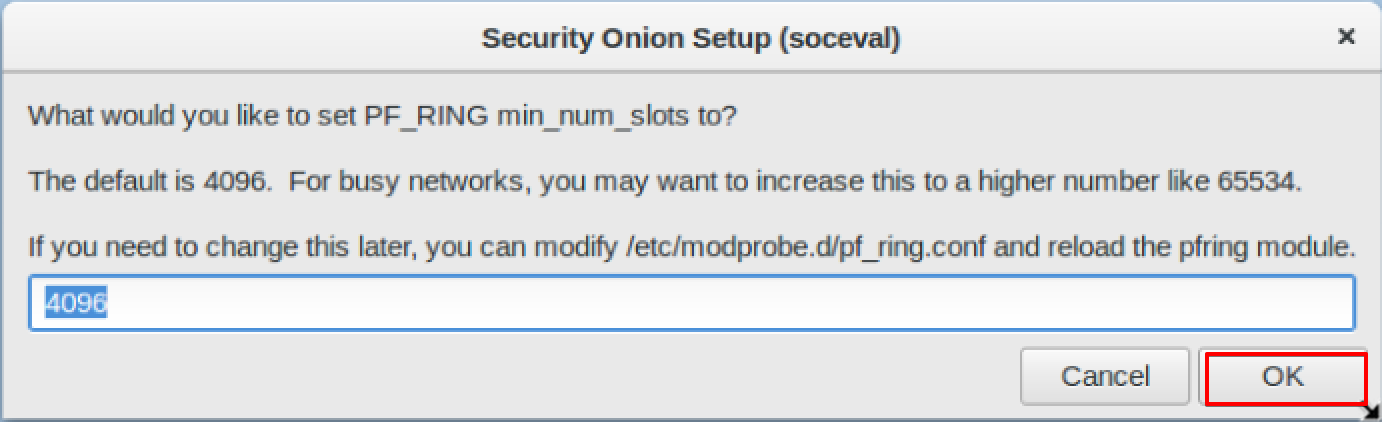 Security Onion Setup (soceval)
What would you like to set PF_RING min_num_slots to?
The default is 4096.  For busy networks, you may want to increase this to a higher number like 65534.
If you need to change this later, you can modify /etc/modprobe.d/pf_ring.conf and reload the pfring module.
4096
Cancel OK